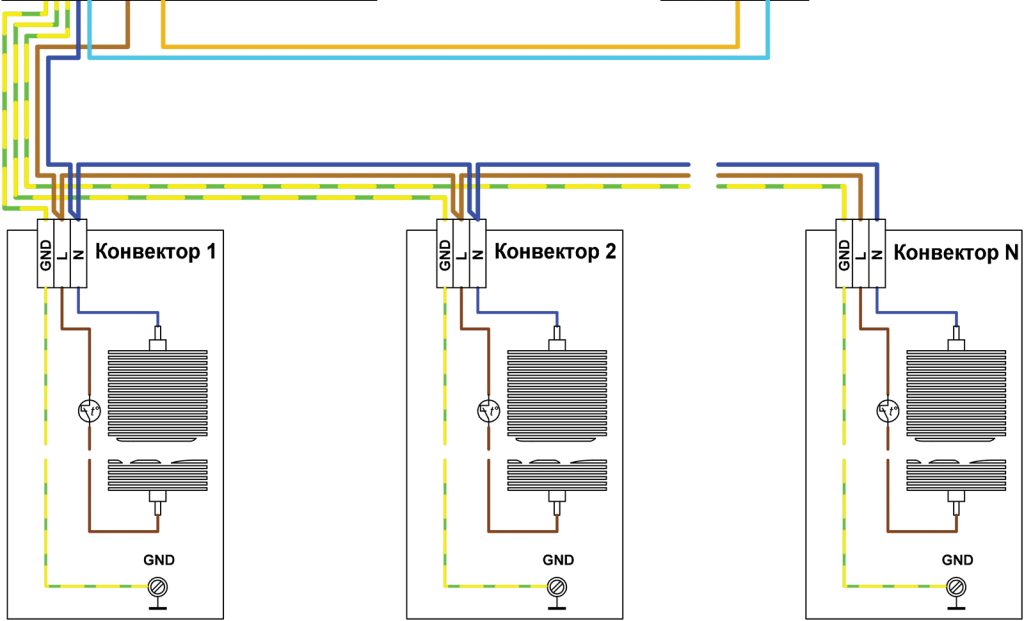 GND L N Конвектор 1
GND L N Конвектор 2
GND L N Конвектор N
t° t° t°
GND GND GND